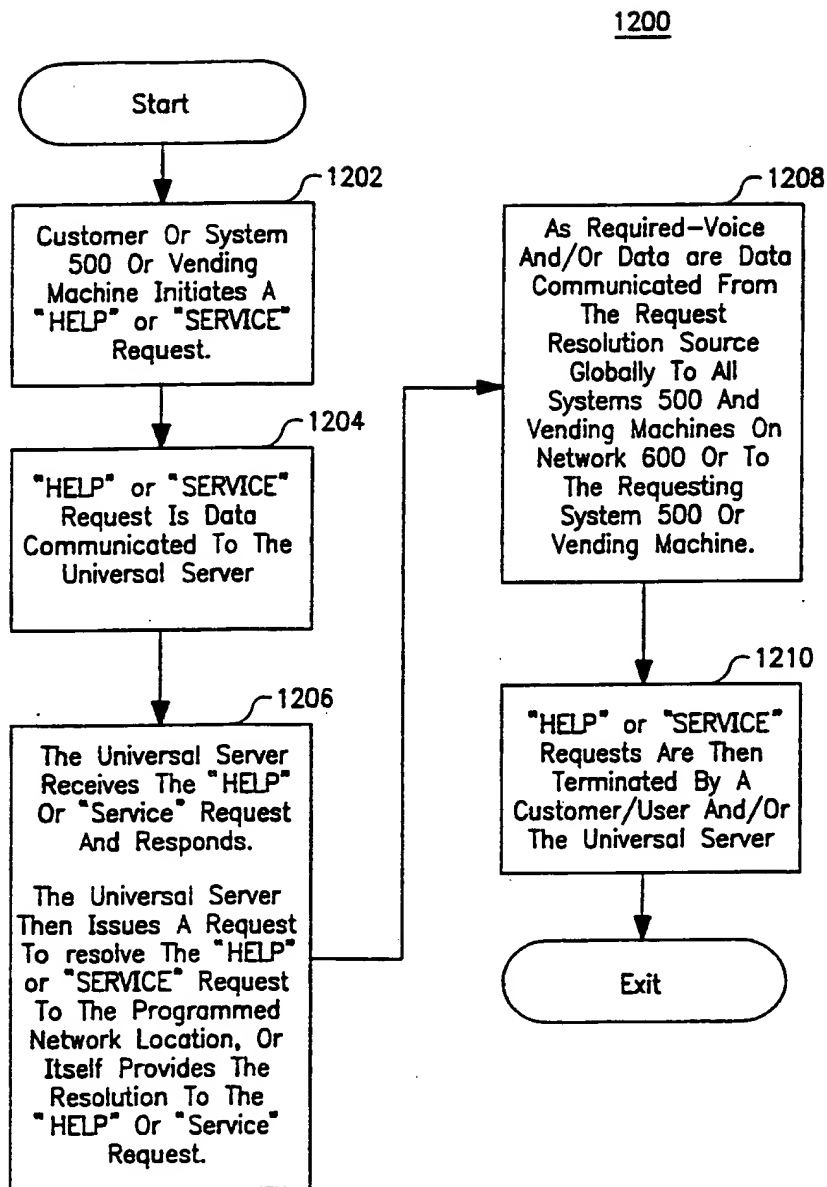 1200
Start
1202
Customer Or System
500 Or Vending
Machine Initiates A
"HELP" or "SERVICE"
Request.
1204
"HELP" or "SERVICE"
Request Is Data
Communicated To The
Universal Server
1206
The Universal Server
Receives The "HELP"
Or "Service" Request
And Responds.
The Universal Server
Then Issues A Request
To resolve The "HELP"
or "SERVICE" Request
To The Programmed
Network Location, Or
Itself Provides The
Resolution To The
"HELP" Or "Service"
Request.
1208
As Required-Voice
And/Or Data are Data
Communicated From
The Request
Resolution Source
Globally To All
Systems 500 And
Vending Machines On
Network 600 Or To
The Requesting
System 500 Or
Vending Machine.
1210
"HELP" or "SERVICE"
Requests Are Then
Terminated By A
Customer/User And/Or
The Universal Server
Exit